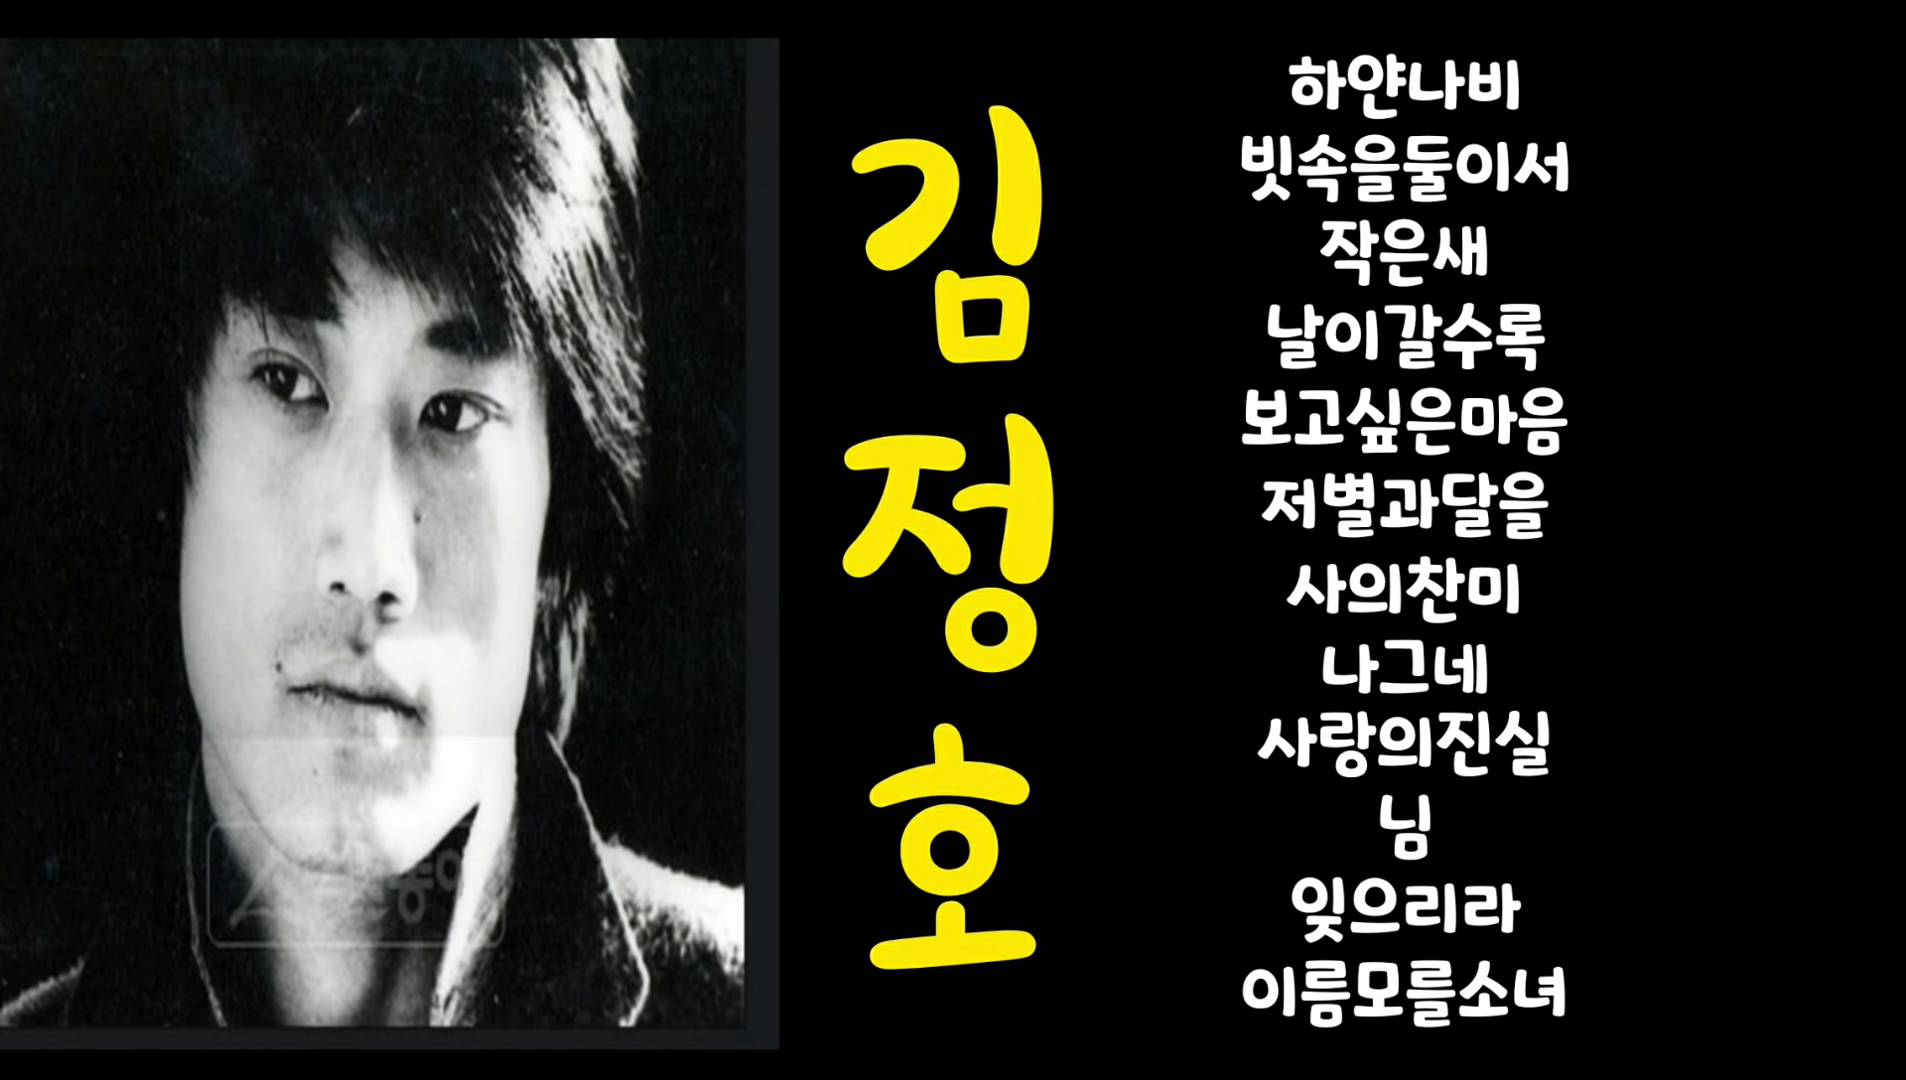 김정호
하얀나비
빗속을둘이서
작은새
날이갈수록
보고싶은마음
저별과달을
사의찬미
나그네
사랑의진실
님
잊으리라
이름모를소녀